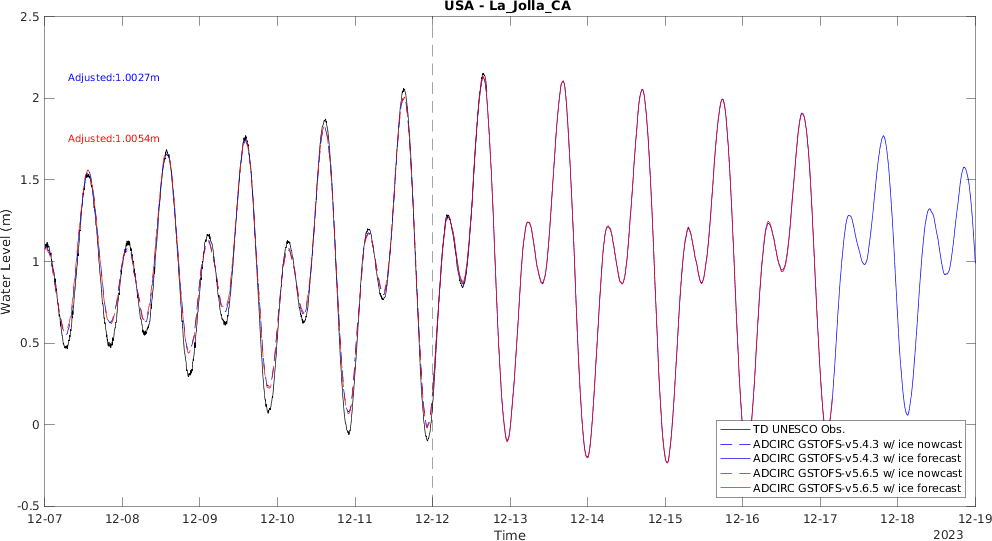 USA - La_Jolla_CA
2.5
2
1.5
1
0.5
0
-0.5
Water Level (m)
Adjusted:1.0027m
Adjusted:1.0054m
TD UNESCO Obs.
ADCIRC GSTOFS-v5.4.3 w/ ice nowcast
ADCIRC GSTOFS-v5.4.3 w/ ice forecast
ADCIRC GSTOFS-v5.6.5 w/ ice nowcast
ADCIRC GSTOFS-v5.6.5 w/ ice forecast
12-07 12-08 12-09 12-10 12-11 12-12 12-13 12-14 12-15 12-16 12-17 12-18 12-19
Time
2023